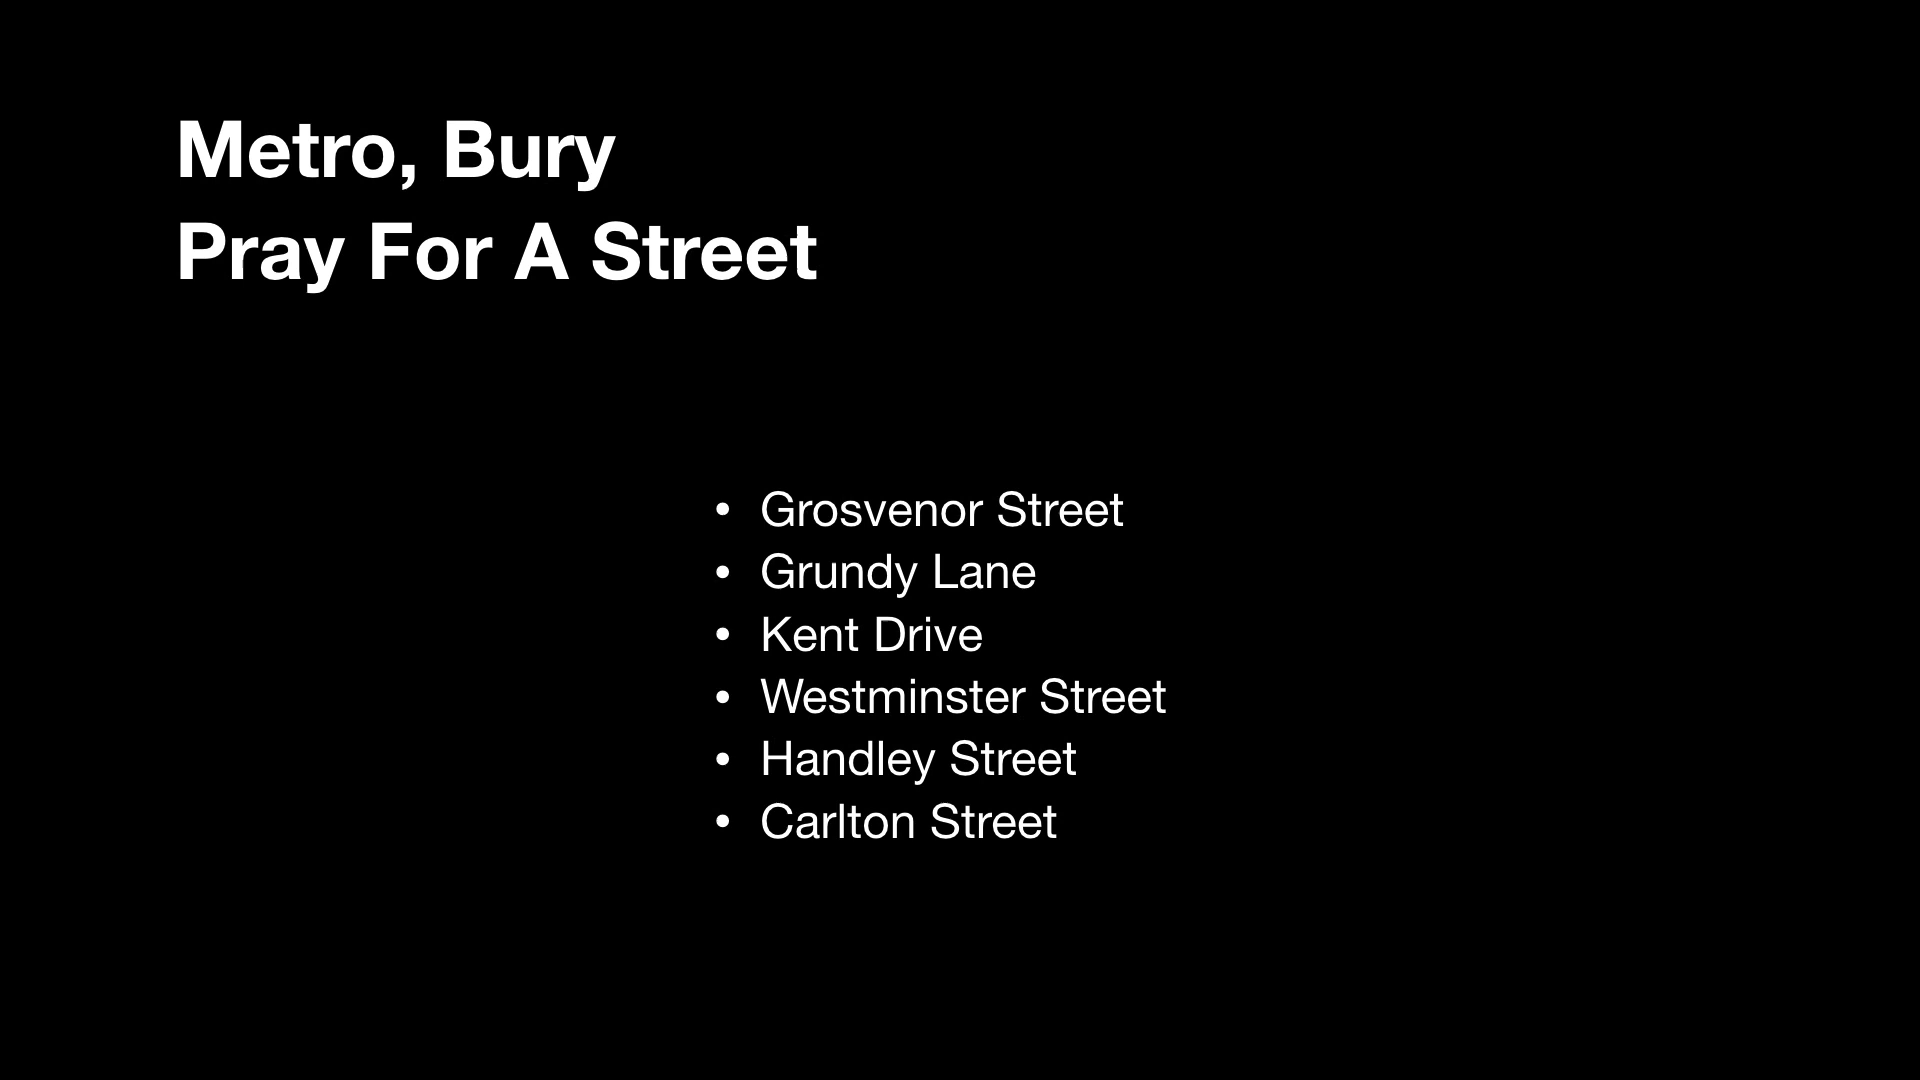 Metro, Bury
Pray For A Street
• Grosvenor Street
• Grundy Lane
• Kent Drive
• Westminster Street
• Handley Street
• Carlton Street